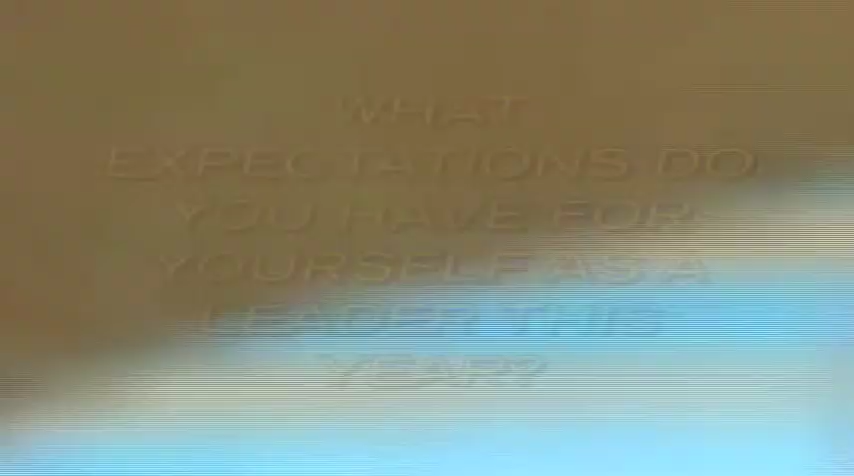 WHAT
EXPECTATIONS DO
YOU HAVE FOR
YOURSELF AS A
LEADER THIS
YEAR?